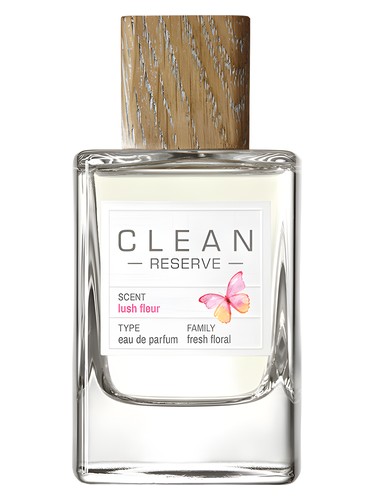 CLEAN
— RESERVE —
SCENT
lush fleur
TYPE FAMILY
eau de parfum fresh floral